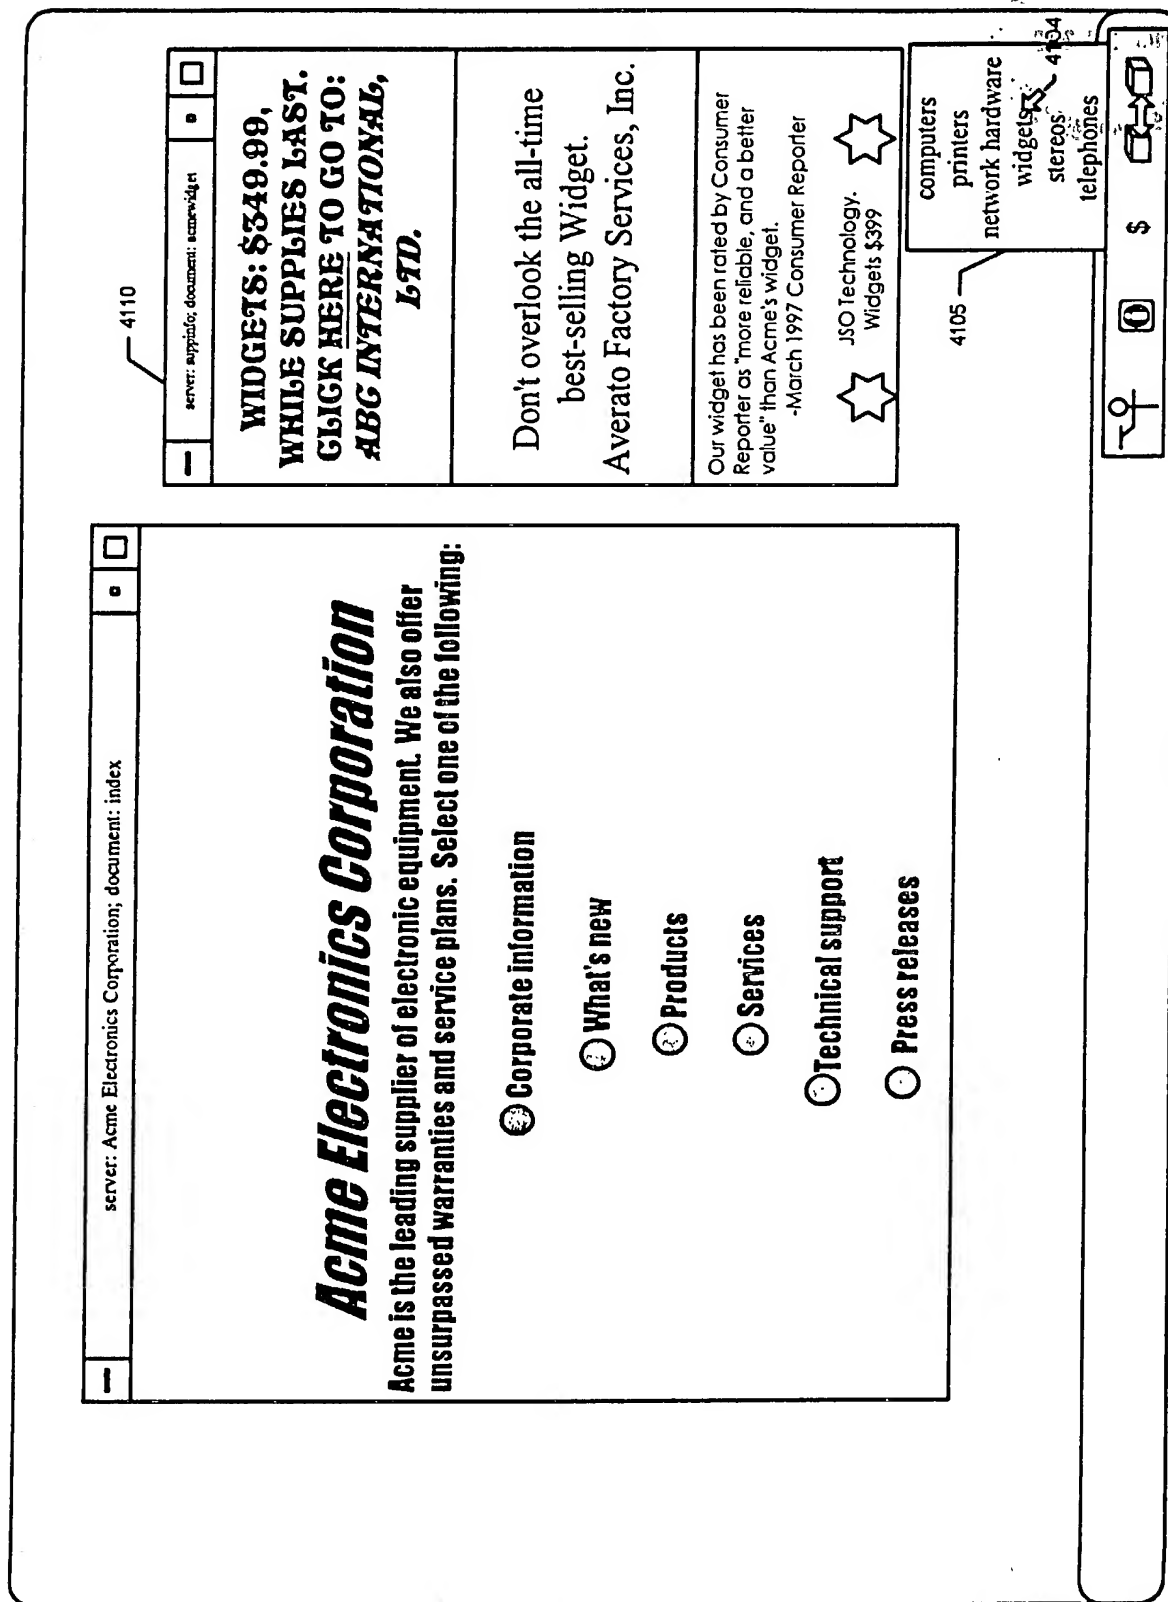 server: Acme Electronics Corporation; document: index
Acme Electronics Corporation
Acme is the leading supplier of electronic equipment. We also offer
unsurpassed warranties and service plans. Select one of the following:
Corporate information
What's new
Products
Services
Technical support
Press releases
4110
server: suppinfo; document: acmewidget
WIDGETS: $349.99,
WHILE SUPPLIES LAST.
CLICK HERE TO GO TO:
ABG INTERNATIONAL,
LTD.
Don't overlook the all-time
best-selling Widget.
Averato Factory Services, Inc.
Our widget has been rated by Consumer
Reporter as "more reliable, and a better
value" than Acme's widget.
-March 1997 Consumer Reporter
JSO Technology.
Widgets $399
4105
computers
printers
network hardware
widgets
stereos
telephones
4104
$